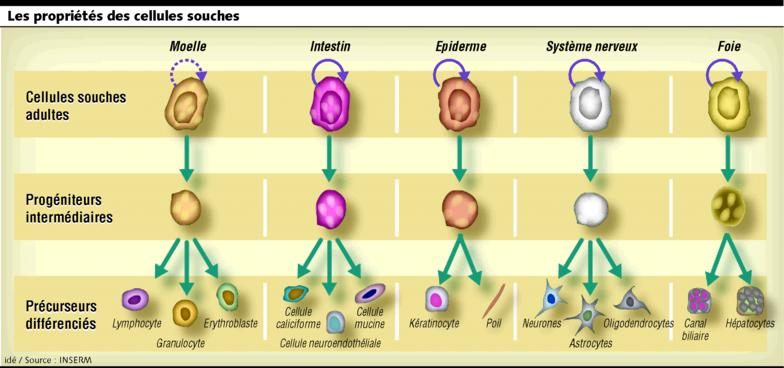 Les propriétés des cellules souches
Moelle
Intestin
Epiderme
Système nerveux
Foie
Cellules souches
adultes
Progéniteurs
intermédiaires
Précurseurs
différenciés
Lymphocyte
Granulocyte
Erythroblaste
Cellule
caliciforme
Cellule neuroendothéliale
Cellule
mucine
Kératinocyte
Poil
Neurones
Astrocytes
Oligodendrocytes
Canal
biliaire
Hépatocytes
idé / Source : INSERM